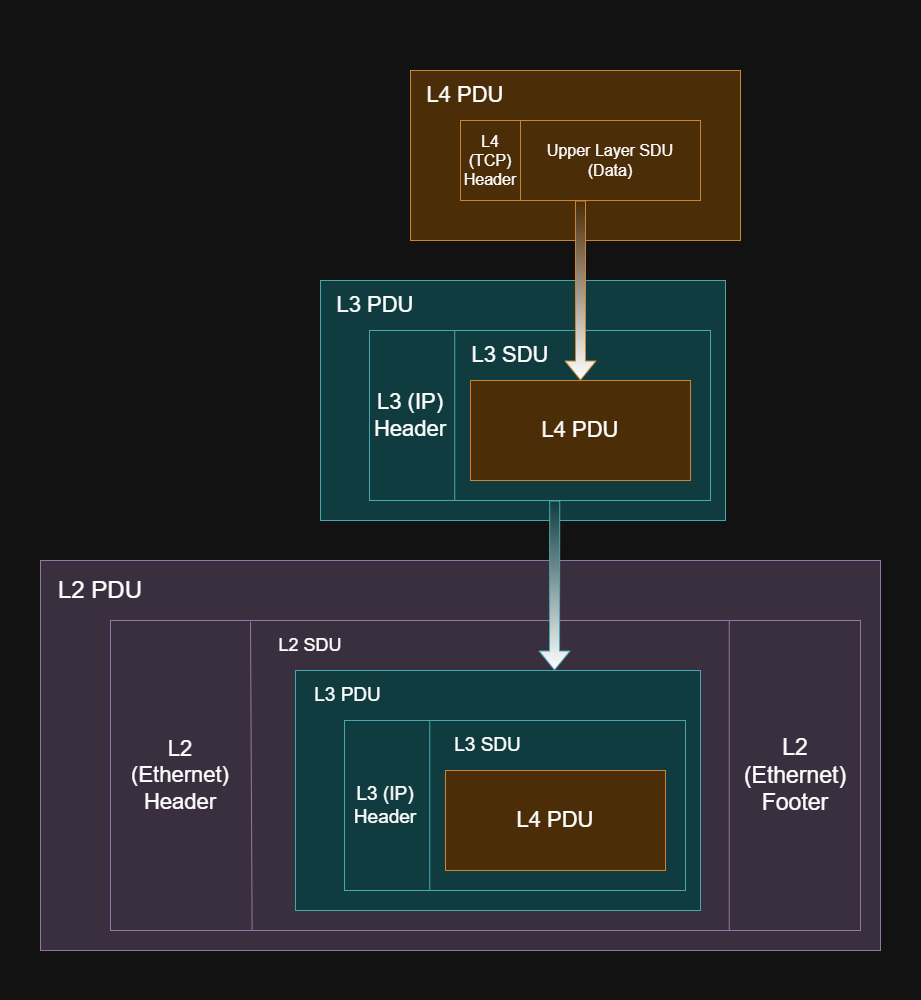 L4 PDU
L4
(TCP)
Header
Upper Layer SDU
(Data)
L3 PDU
L3 (IP)
Header
L3 SDU
L4 PDU
L2 PDU
L2
(Ethernet)
Header
L2 SDU
L3 PDU
L3 (IP)
Header
L3 SDU
L4 PDU
L2
(Ethernet)
Footer